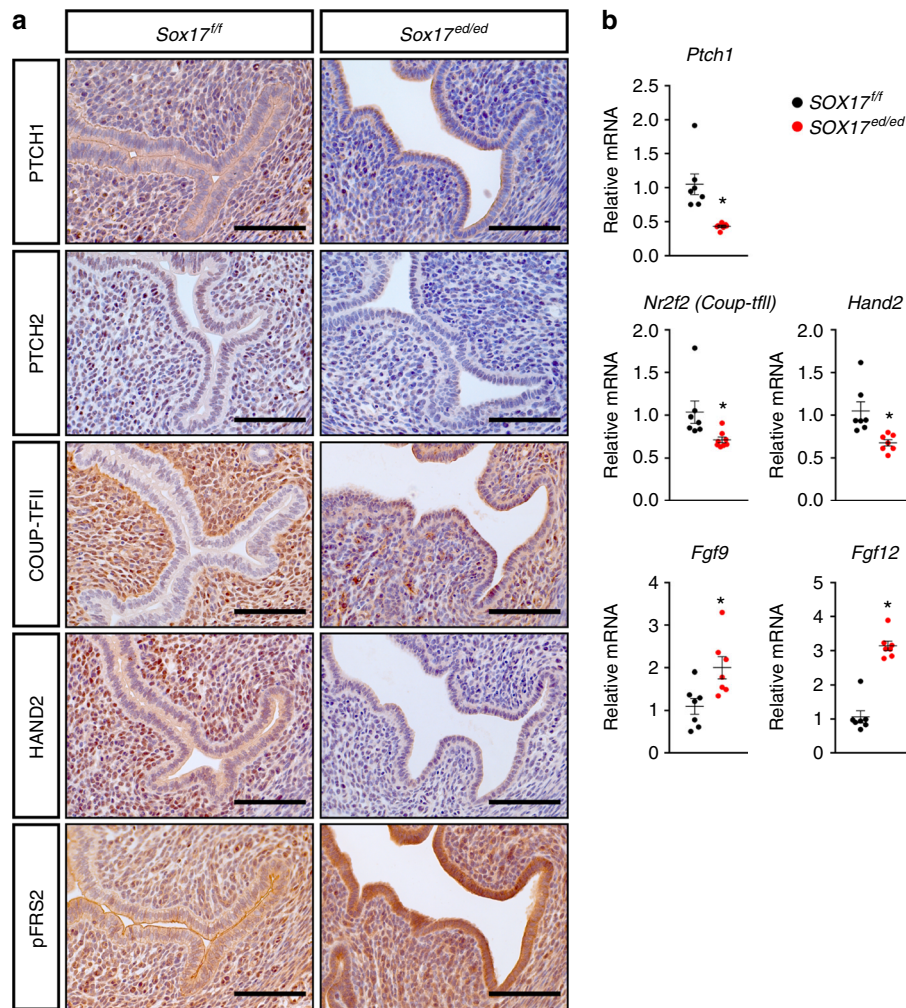 a
Sox17f/f
Sox17ed/ed
PTCH1
PTCH2
COUP-TFII
HAND2
pFRS2
b
Ptch1
Relative mRNA
2.5
2.0
1.5
1.0
0.5
0.0
*
SOX17f/f
SOX17ed/ed
Nr2f2 (Coup-tfII)
Relative mRNA
2.0
1.5
1.0
0.5
0.0
*
Hand2
Relative mRNA
2.0
1.5
1.0
0.5
0.0
*
Fgf9
Relative mRNA
4
3
2
1
0
*
Fgf12
Relative mRNA
5
4
3
2
1
0
*